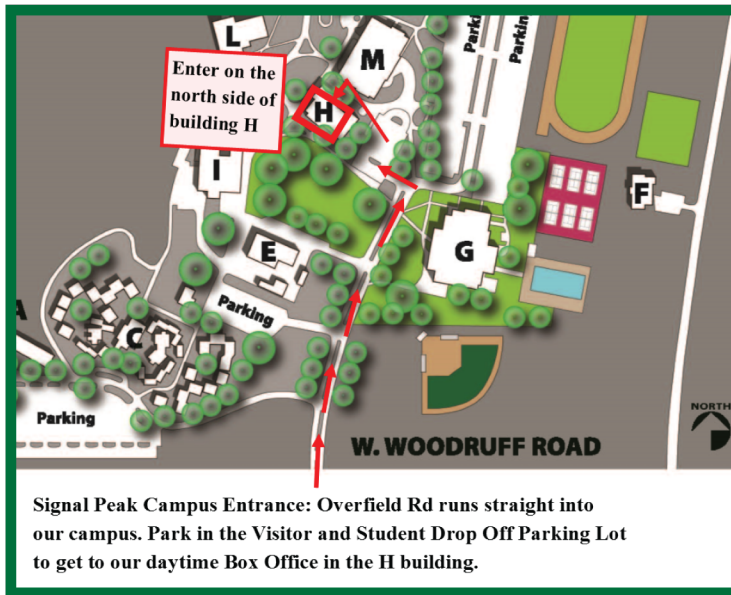 L
M
Parking
Parking
Enter on the
north side of
building H
H
I
F
G
E
Parking
C
A
Parking
NORTH
W. WOODRUFF ROAD
Signal Peak Campus Entrance: Overfield Rd runs straight into
our campus. Park in the Visitor and Student Drop Off Parking Lot
to get to our daytime Box Office in the H building.